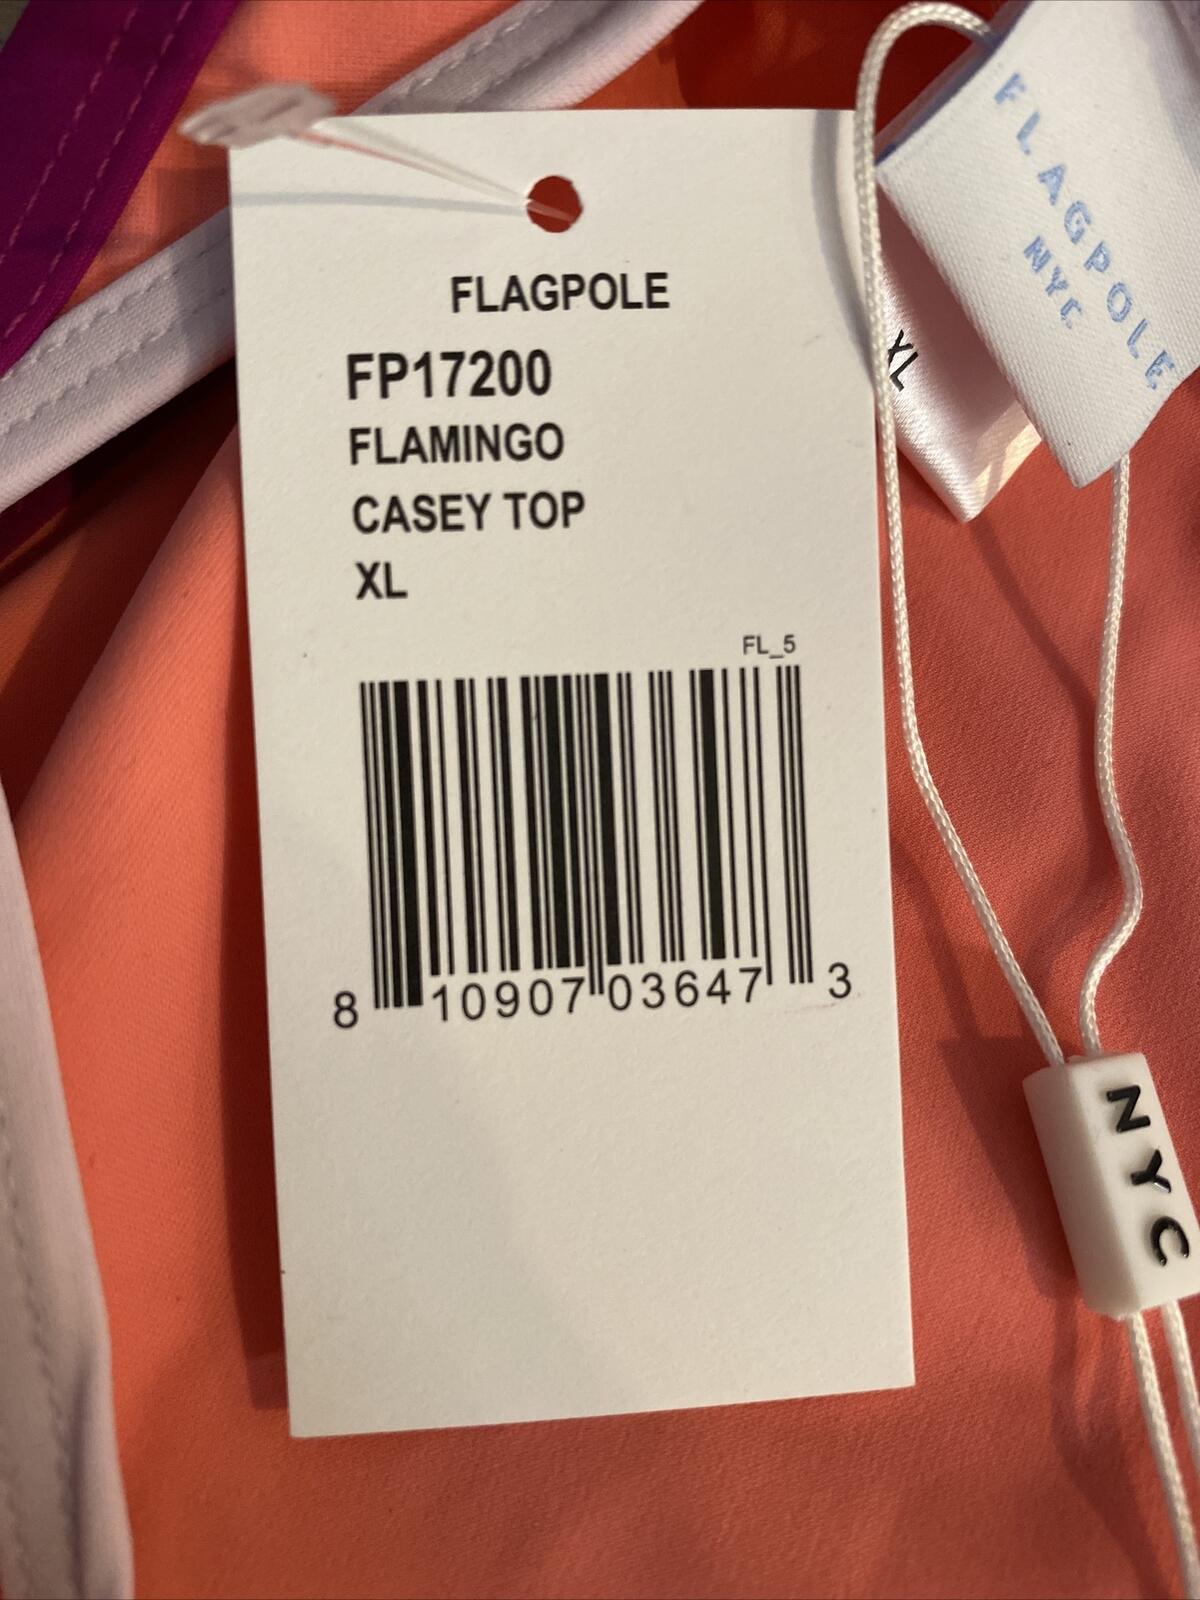 FLAGPOLE
FP17200
FLAMINGO
CASEY TOP
XL
FL_5
8 10907 03647 3
FLAGPOLE
NYC
XL
NYC